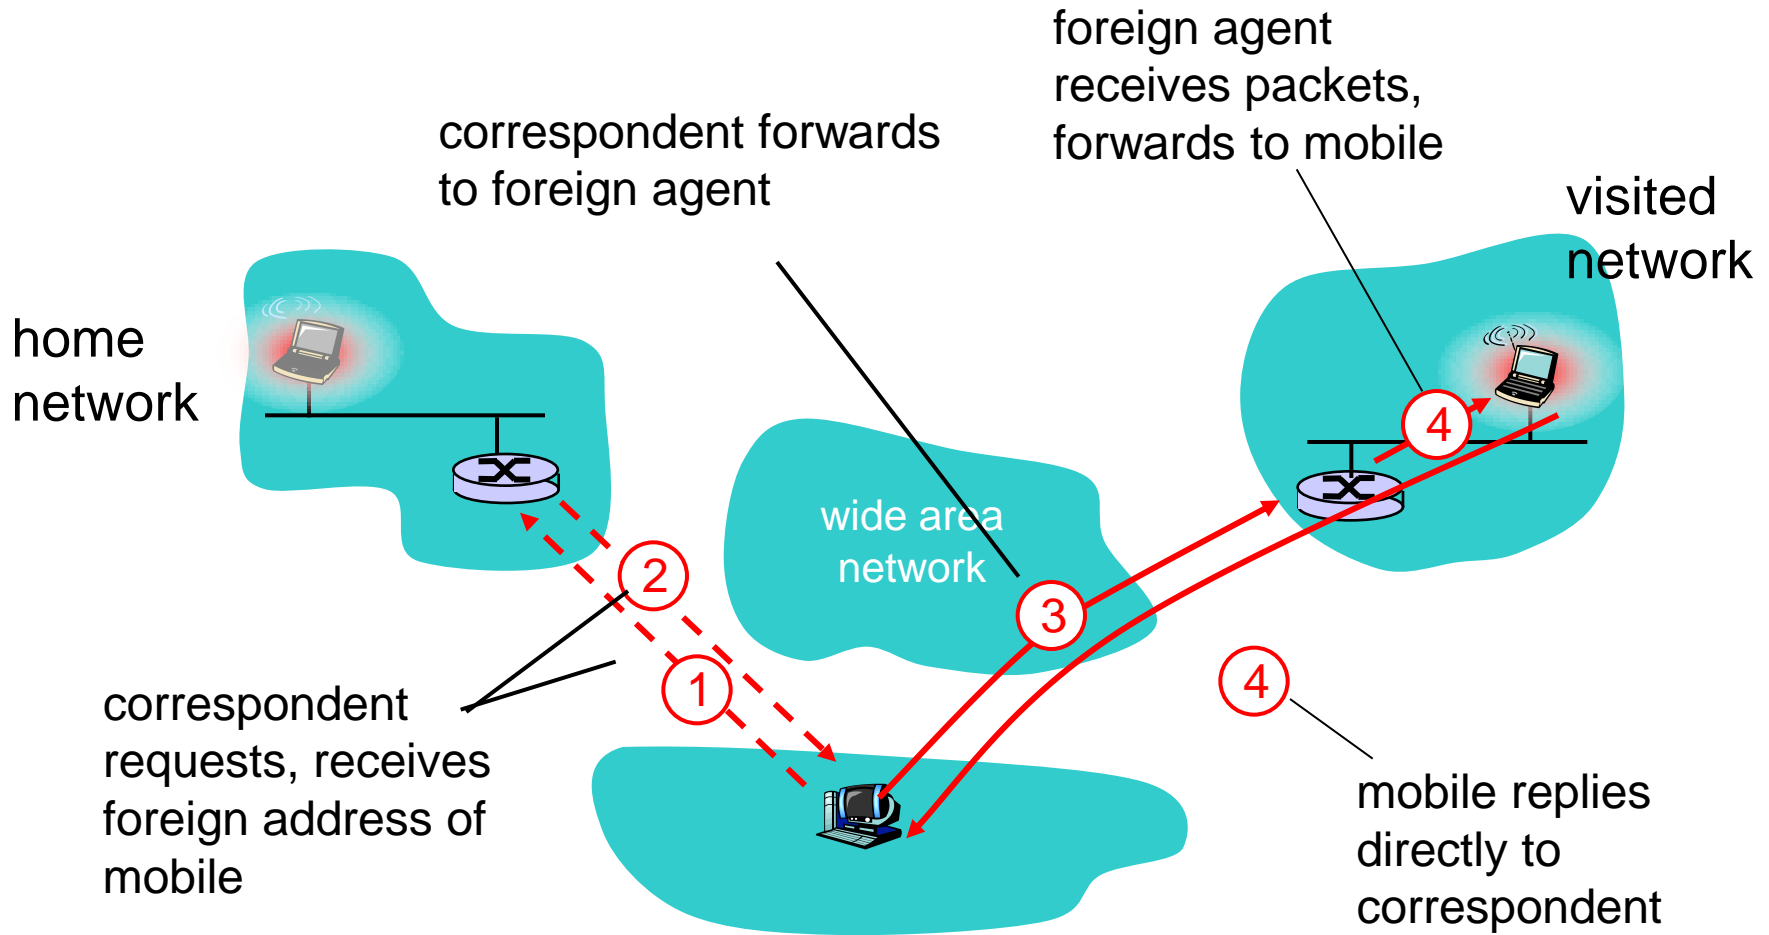 foreign agent
receives packets,
forwards to mobile
correspondent forwards
to foreign agent
visited
network
home
network
4
wide area
network
2
3
1
4
correspondent
requests, receives
foreign address of
mobile
mobile replies
directly to
correspondent